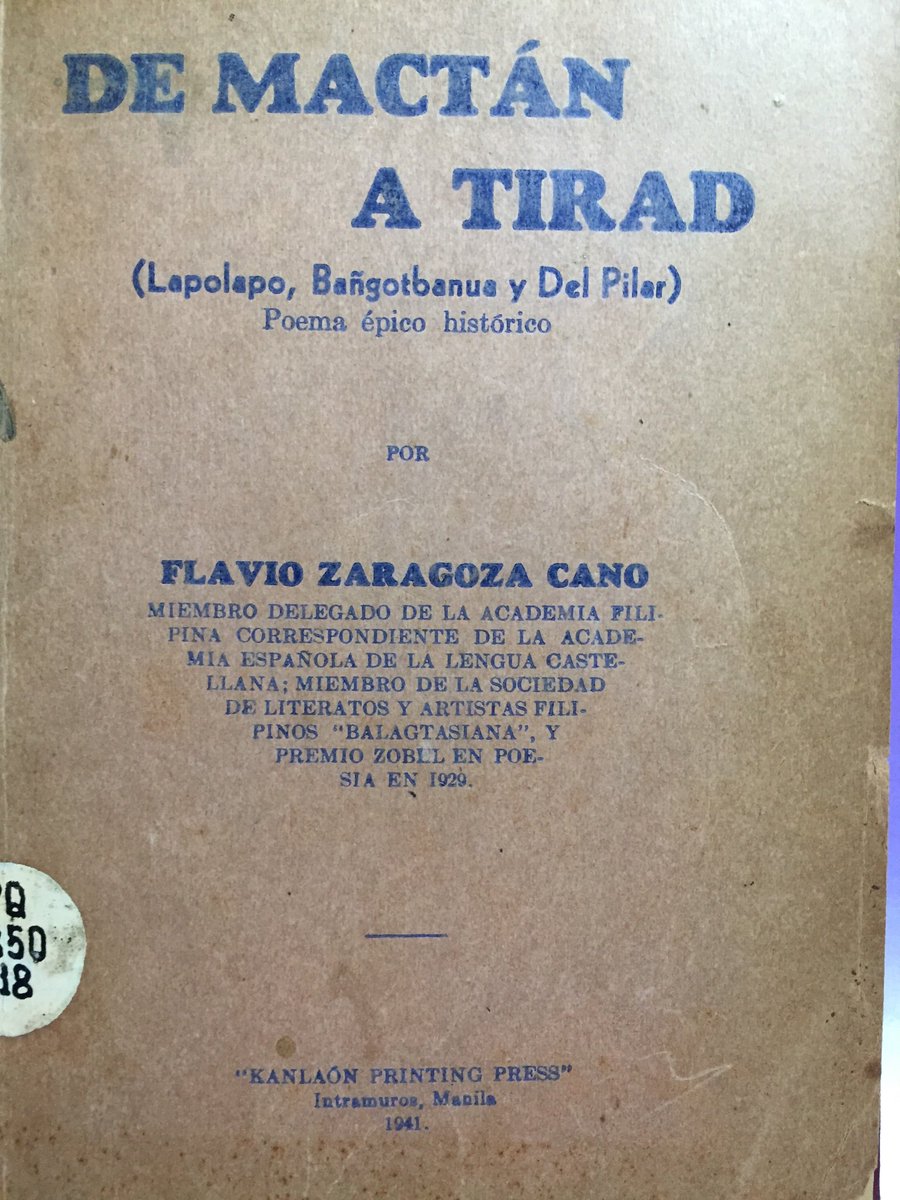 DE MACTÁN
A TIRAD
(Lapolapo, Bañgotbanua y Del Pilar)
Poema épico histórico
POR
FLAVIO ZARAGOZA CANO
MIEMBRO DELEGADO DE LA ACADEMIA FILI-
PINA CORRESPONDIENTE DE LA ACADE-
MIA ESPAÑOLA DE LA LENGUA CASTE-
LLANA; MIEMBRO DE LA SOCIEDAD
DE LITERATOS Y ARTISTAS FILI-
PINOS "BALAGTASIANA", Y
PREMIO ZOBEL EN POE-
SIA EN 1929.
50
18
"KANLAÓN PRINTING PRESS"
Intramuros, Manila
1941.